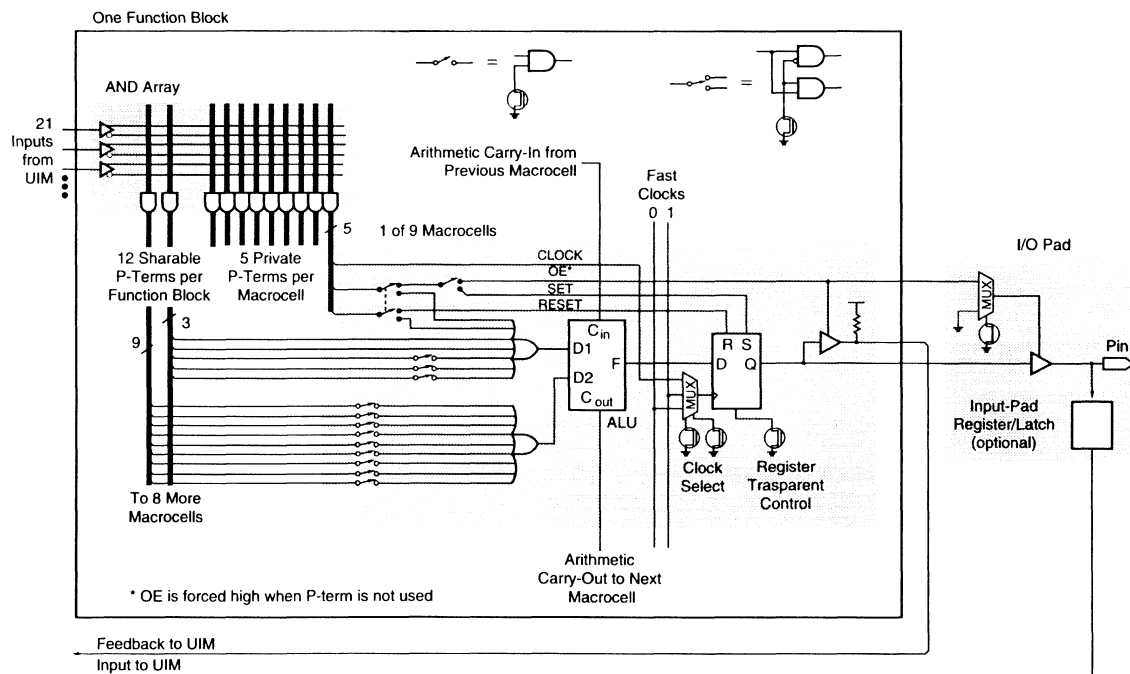 One Function Block
AND Array
21
Inputs
from
UIM
=
=
Arithmetic Carry-In from
Previous Macrocell
Fast
Clocks
0 1
5
1 of 9 Macrocells
12 Sharable
P-Terms per
Function Block
5 Private
P-Terms per
Macrocell
CLOCK
OE*
SET
RESET
I/O Pad
MUX
3
9
C in
D1
D2
C out
F
ALU
R S
D Q
MUX
Pin
Input-Pad
Register/Latch
(optional)
Clock
Select
Register
Trasparent
Control
To 8 More
Macrocells
Arithmetic
Carry-Out to Next
Macrocell
* OE is forced high when P-term is not used
Feedback to UIM
Input to UIM